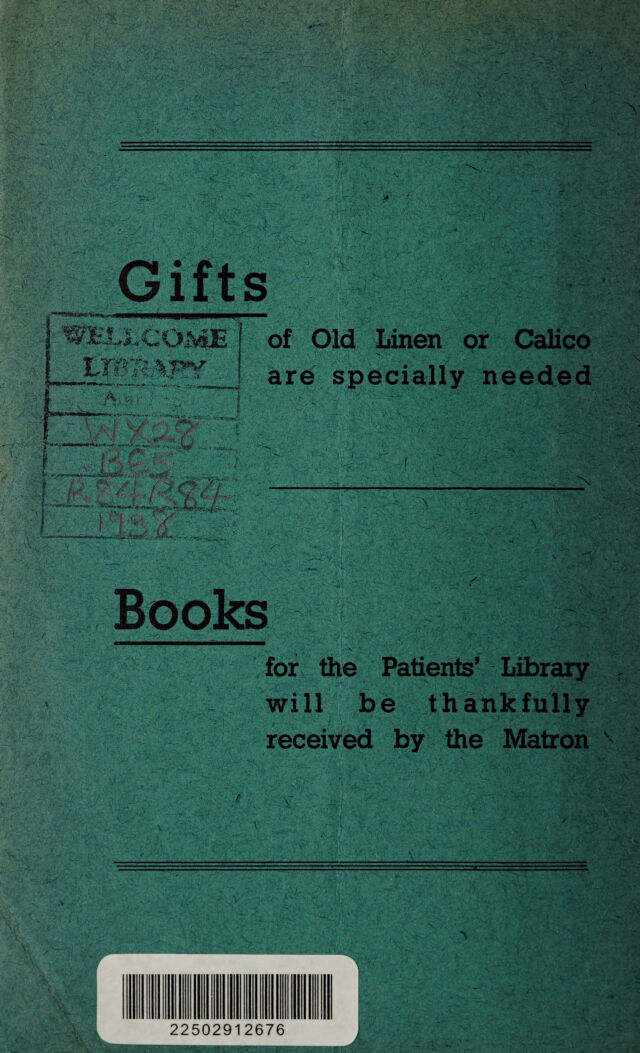 Gifts
of Old Linen or Calico
are specially needed
WELLCOME
LIBRARY
WX28
.BE5
R84R84
1938
Books
for the Patients' Library
will be thankfully
received by the Matron
22502912676